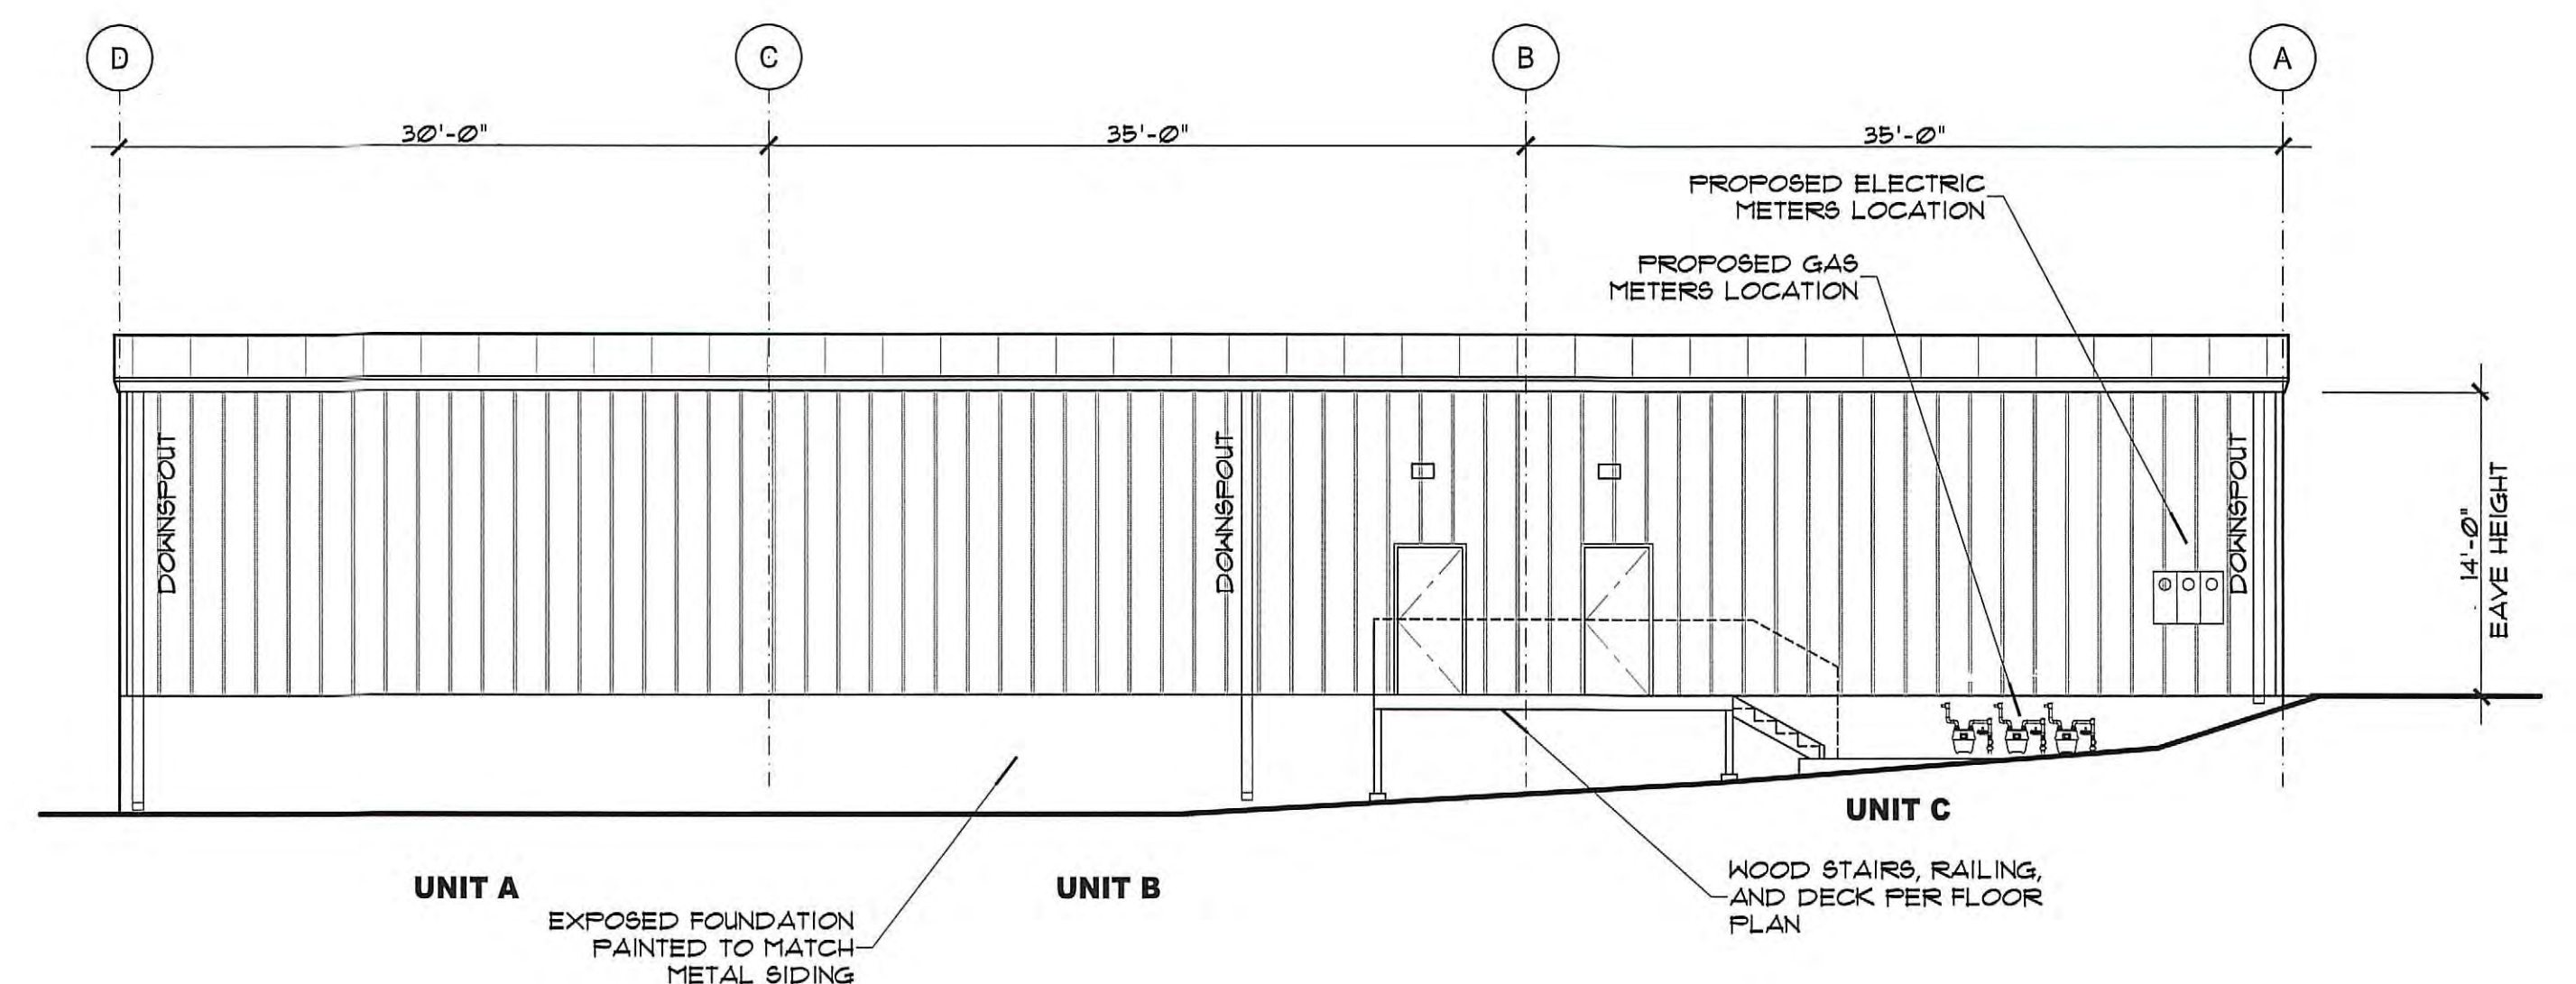 D
C
B
A
30'-0"
35'-0"
35'-0"
PROPOSED ELECTRIC
METERS LOCATION
PROPOSED GAS
METERS LOCATION
DOWNSPOUT
DOWNSPOUT
DOWNSPOUT
14'-0"
EAVE HEIGHT
UNIT C
UNIT A
UNIT B
WOOD STAIRS, RAILING,
AND DECK PER FLOOR
PLAN
EXPOSED FOUNDATION
PAINTED TO MATCH
METAL SIDING